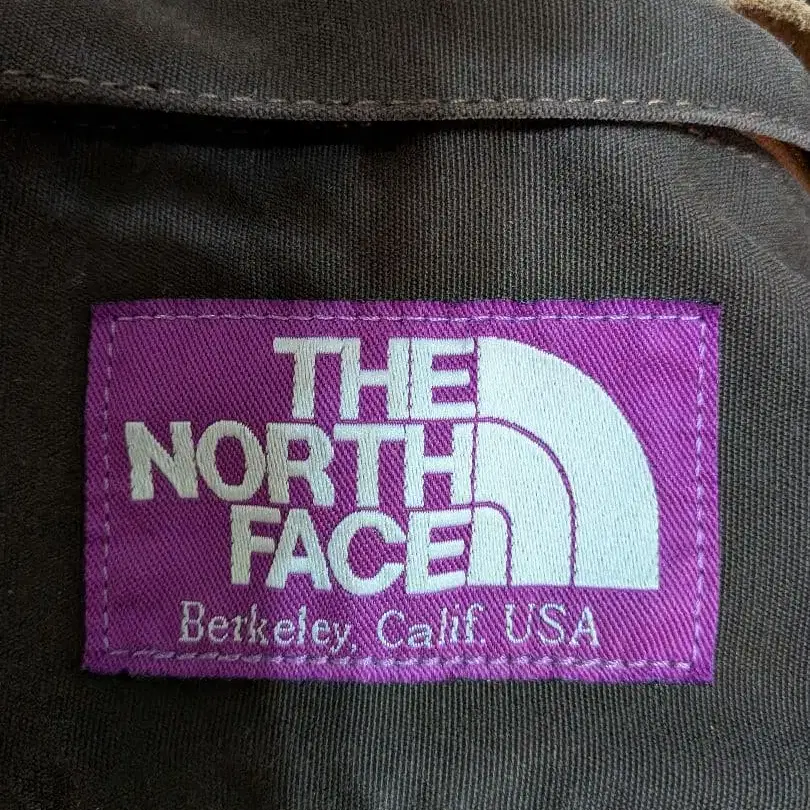 THE
NORTH
FACE
Berkeley, Calif. USA